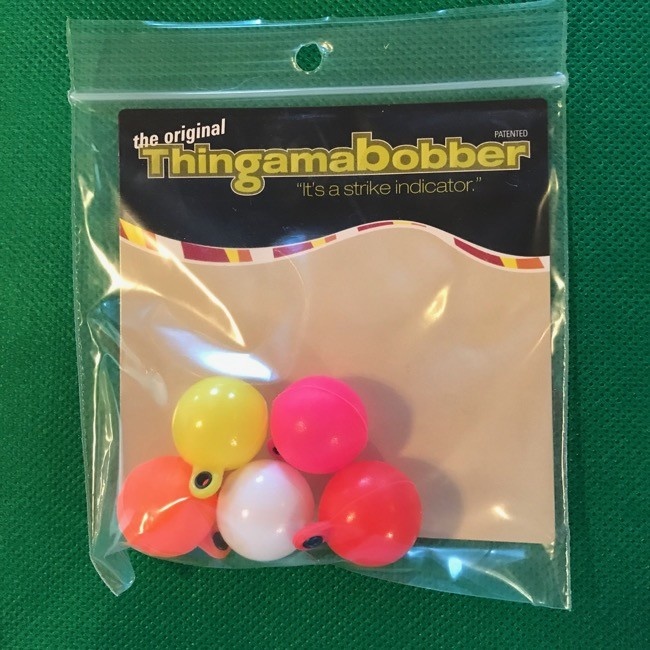 the original
PATENTED
ThingamaBobber
“It's a strike indicator.”